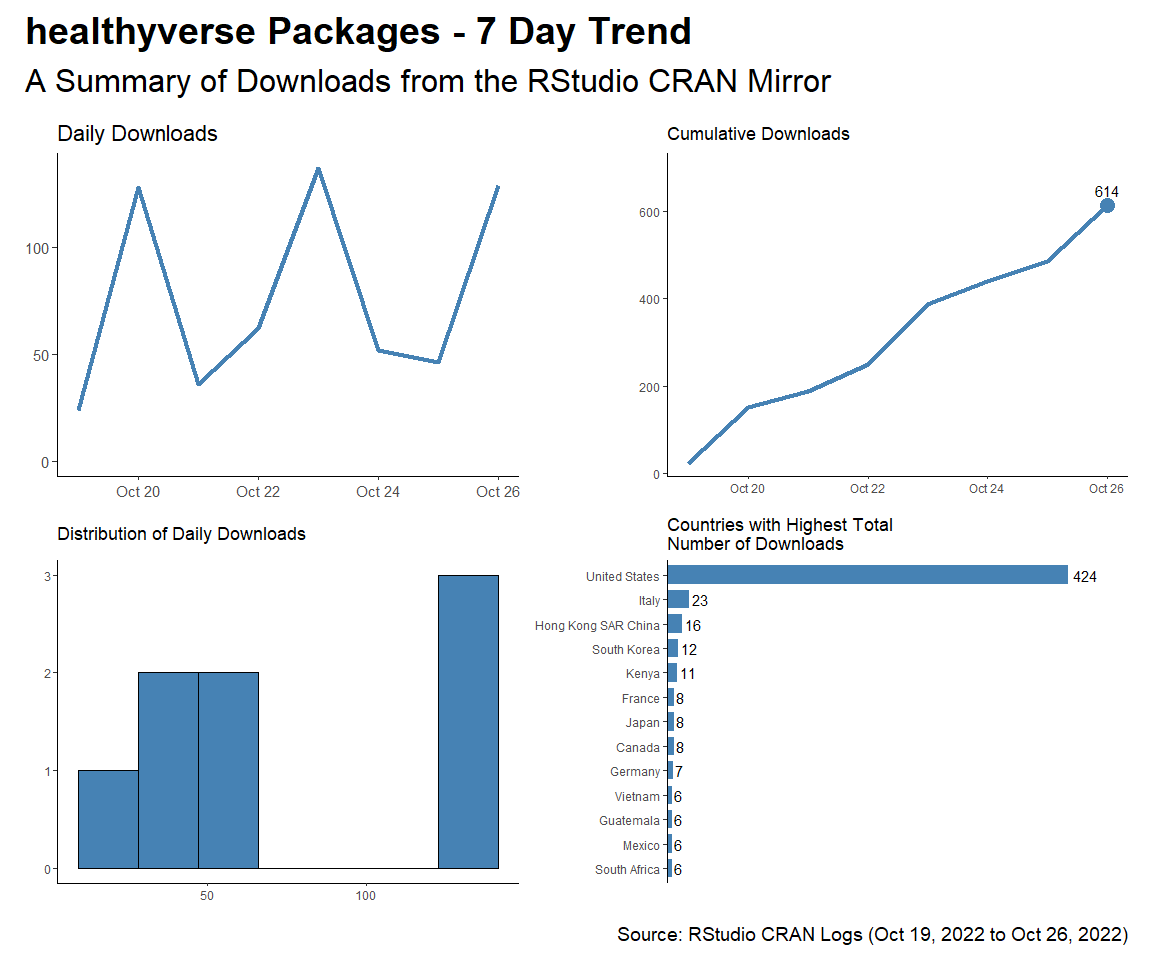 healthyverse Packages - 7 Day Trend
A Summary of Downloads from the RStudio CRAN Mirror
Daily Downloads
100
50
0
Oct 20 Oct 22 Oct 24 Oct 26
Cumulative Downloads
614
600
400
200
0
Oct 20 Oct 22 Oct 24 Oct 26
Distribution of Daily Downloads
3
2
1
0
50 100
Countries with Highest Total
Number of Downloads
United States 424
Italy 23
Hong Kong SAR China 16
South Korea 12
Kenya 11
France 8
Japan 8
Canada 8
Germany 7
Vietnam 6
Guatemala 6
Mexico 6
South Africa 6
Source: RStudio CRAN Logs (Oct 19, 2022 to Oct 26, 2022)